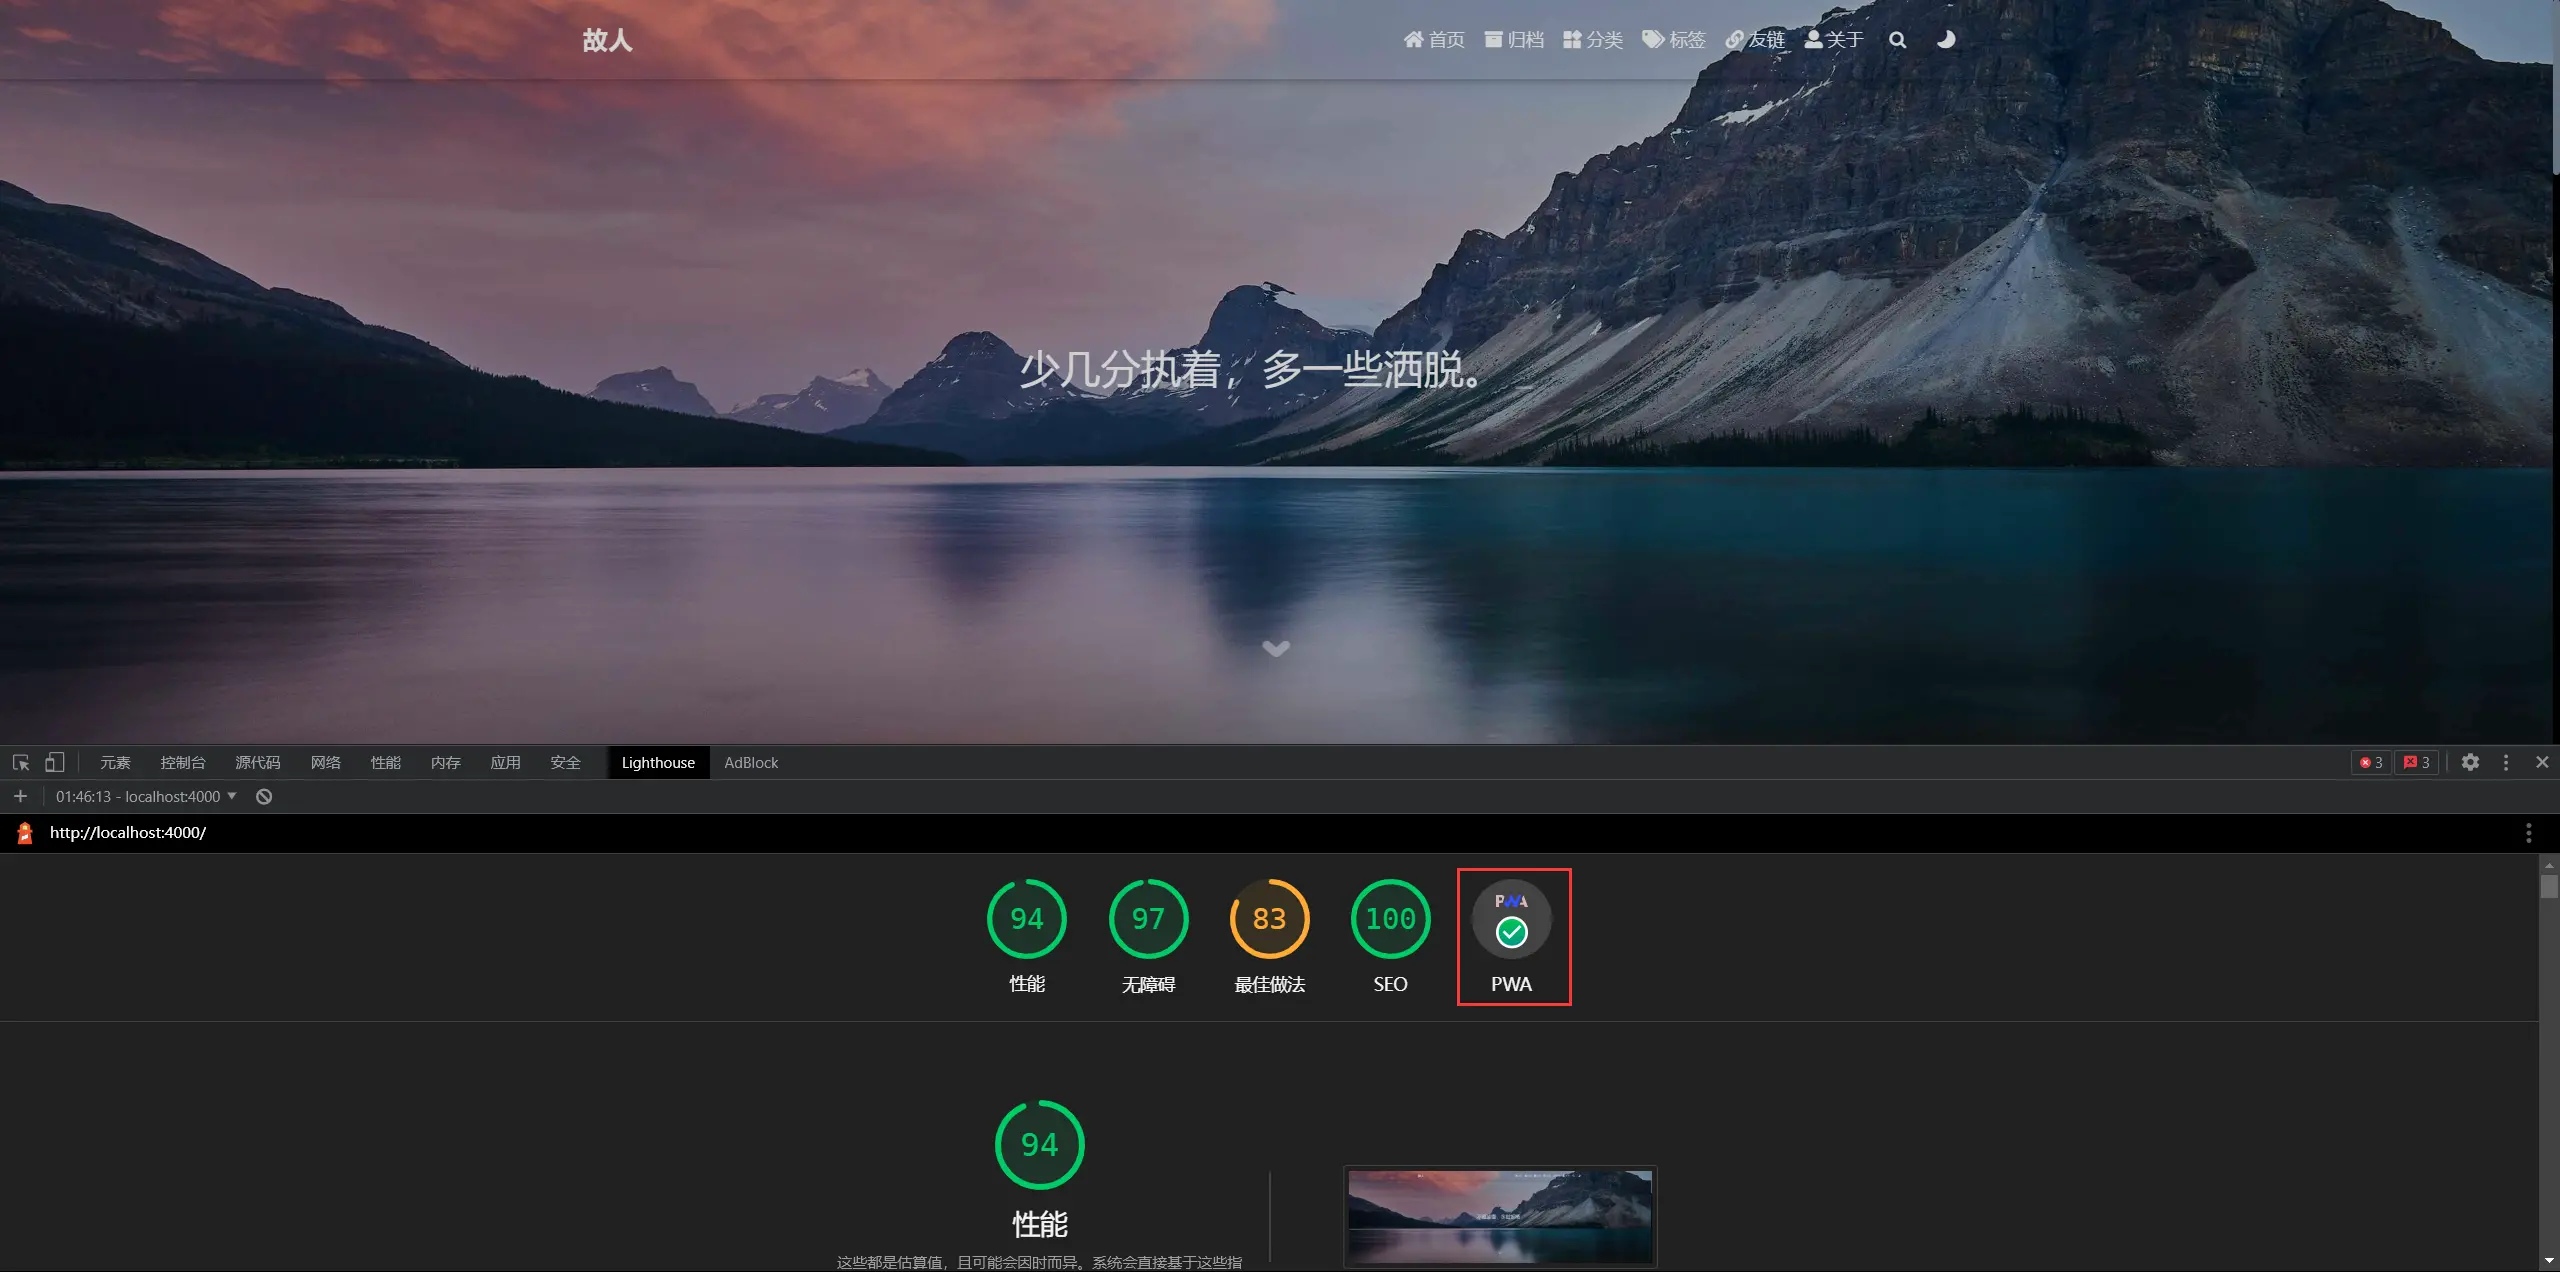 故人
首页 归档 分类 标签 友链 关于
少几分执着，多一些洒脱。 _
元素 控制台 源代码 网络 性能 内存 应用 安全 Lighthouse AdBlock 3 3
01:46:13 - localhost:4000
http://localhost:4000/
94 97 83 100 PWA
性能 无障碍 最佳做法 SEO PWA
94
性能
这些都是估算值，且可能会因时而异。系统会直接基于这些指